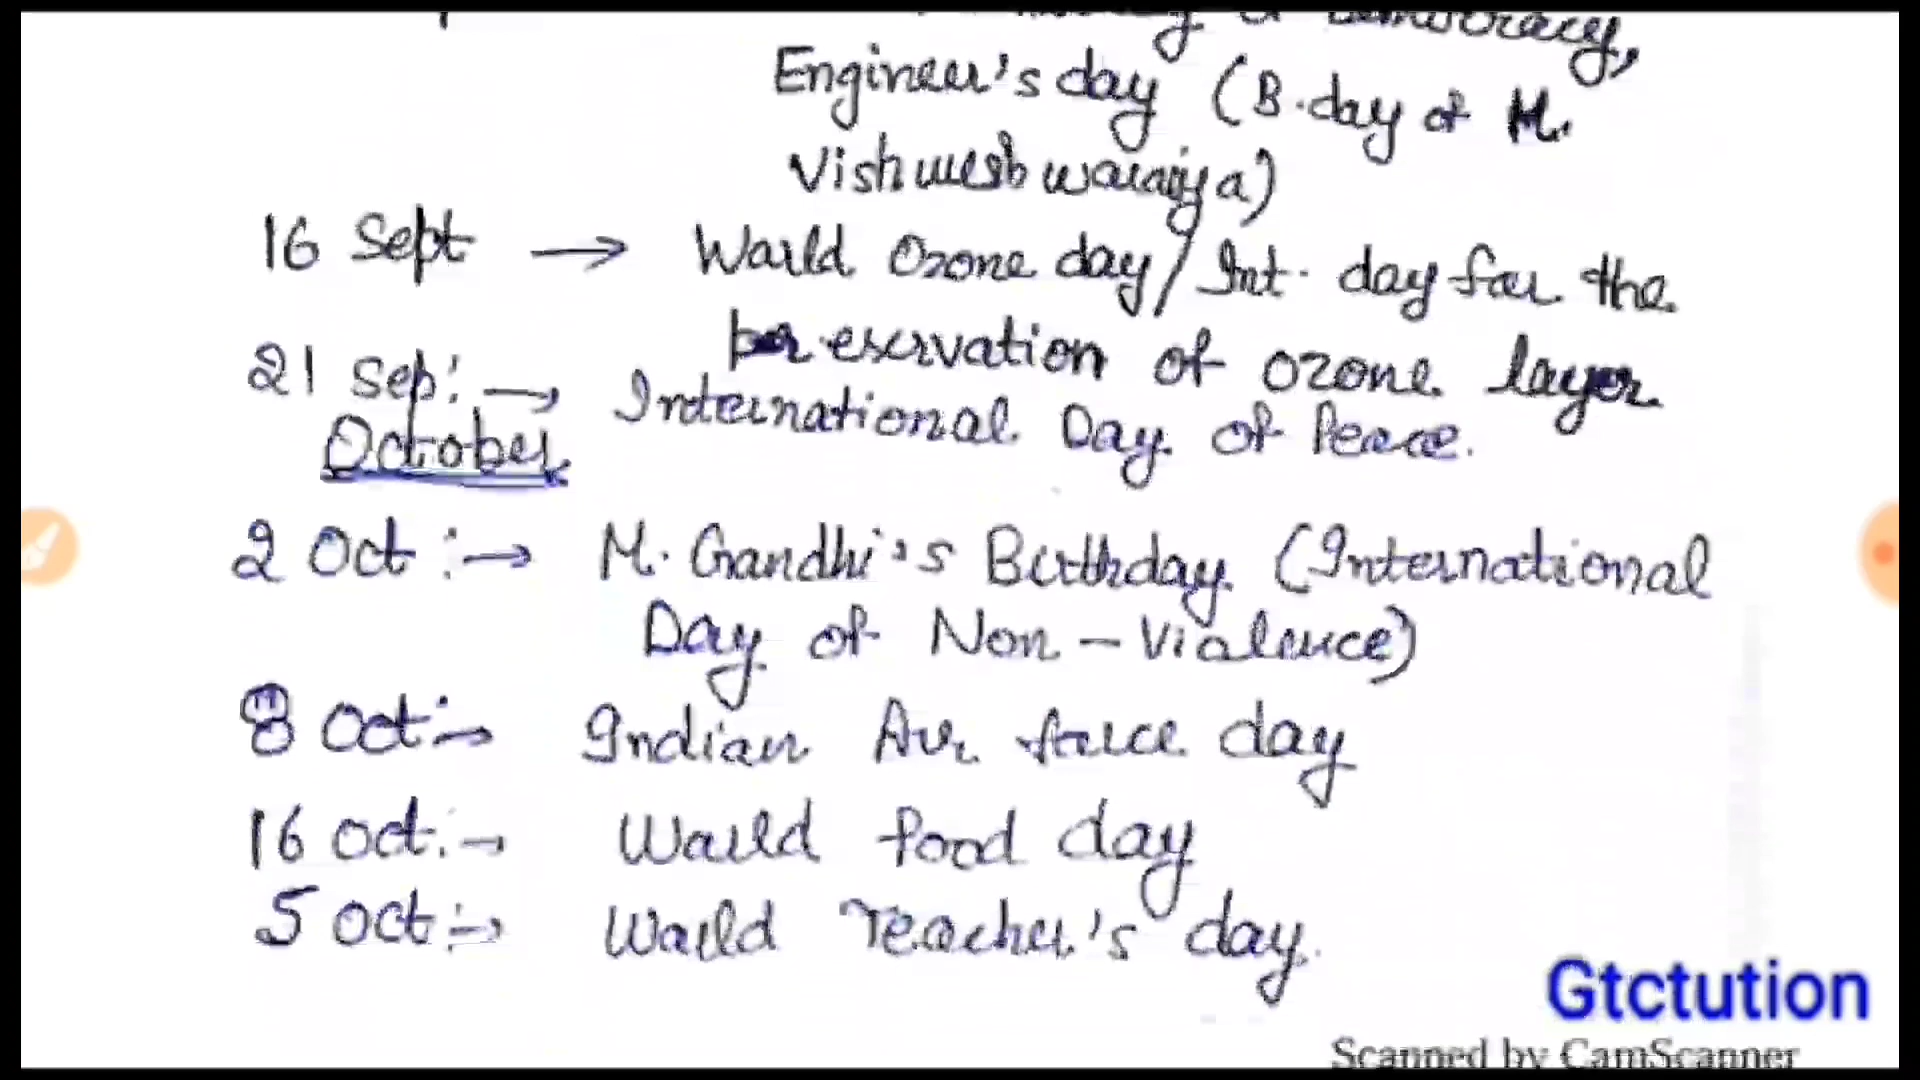 Democracy,
Engineer's day (B.day of M.
Vishweshwaraiya)
16 Sept → World Ozone day/Int. day for the
preservation of ozone layer
21 Sep: → International Day of Peace.
October
2 Oct :→ M. Gandhi's Birthday (International
Day of Non-Violence)
8 Oct :→ Indian Air force day
16 Oct :→ World food day
5 Oct :→ World Teacher's day.
Gtctution
Scanned by CamScanner